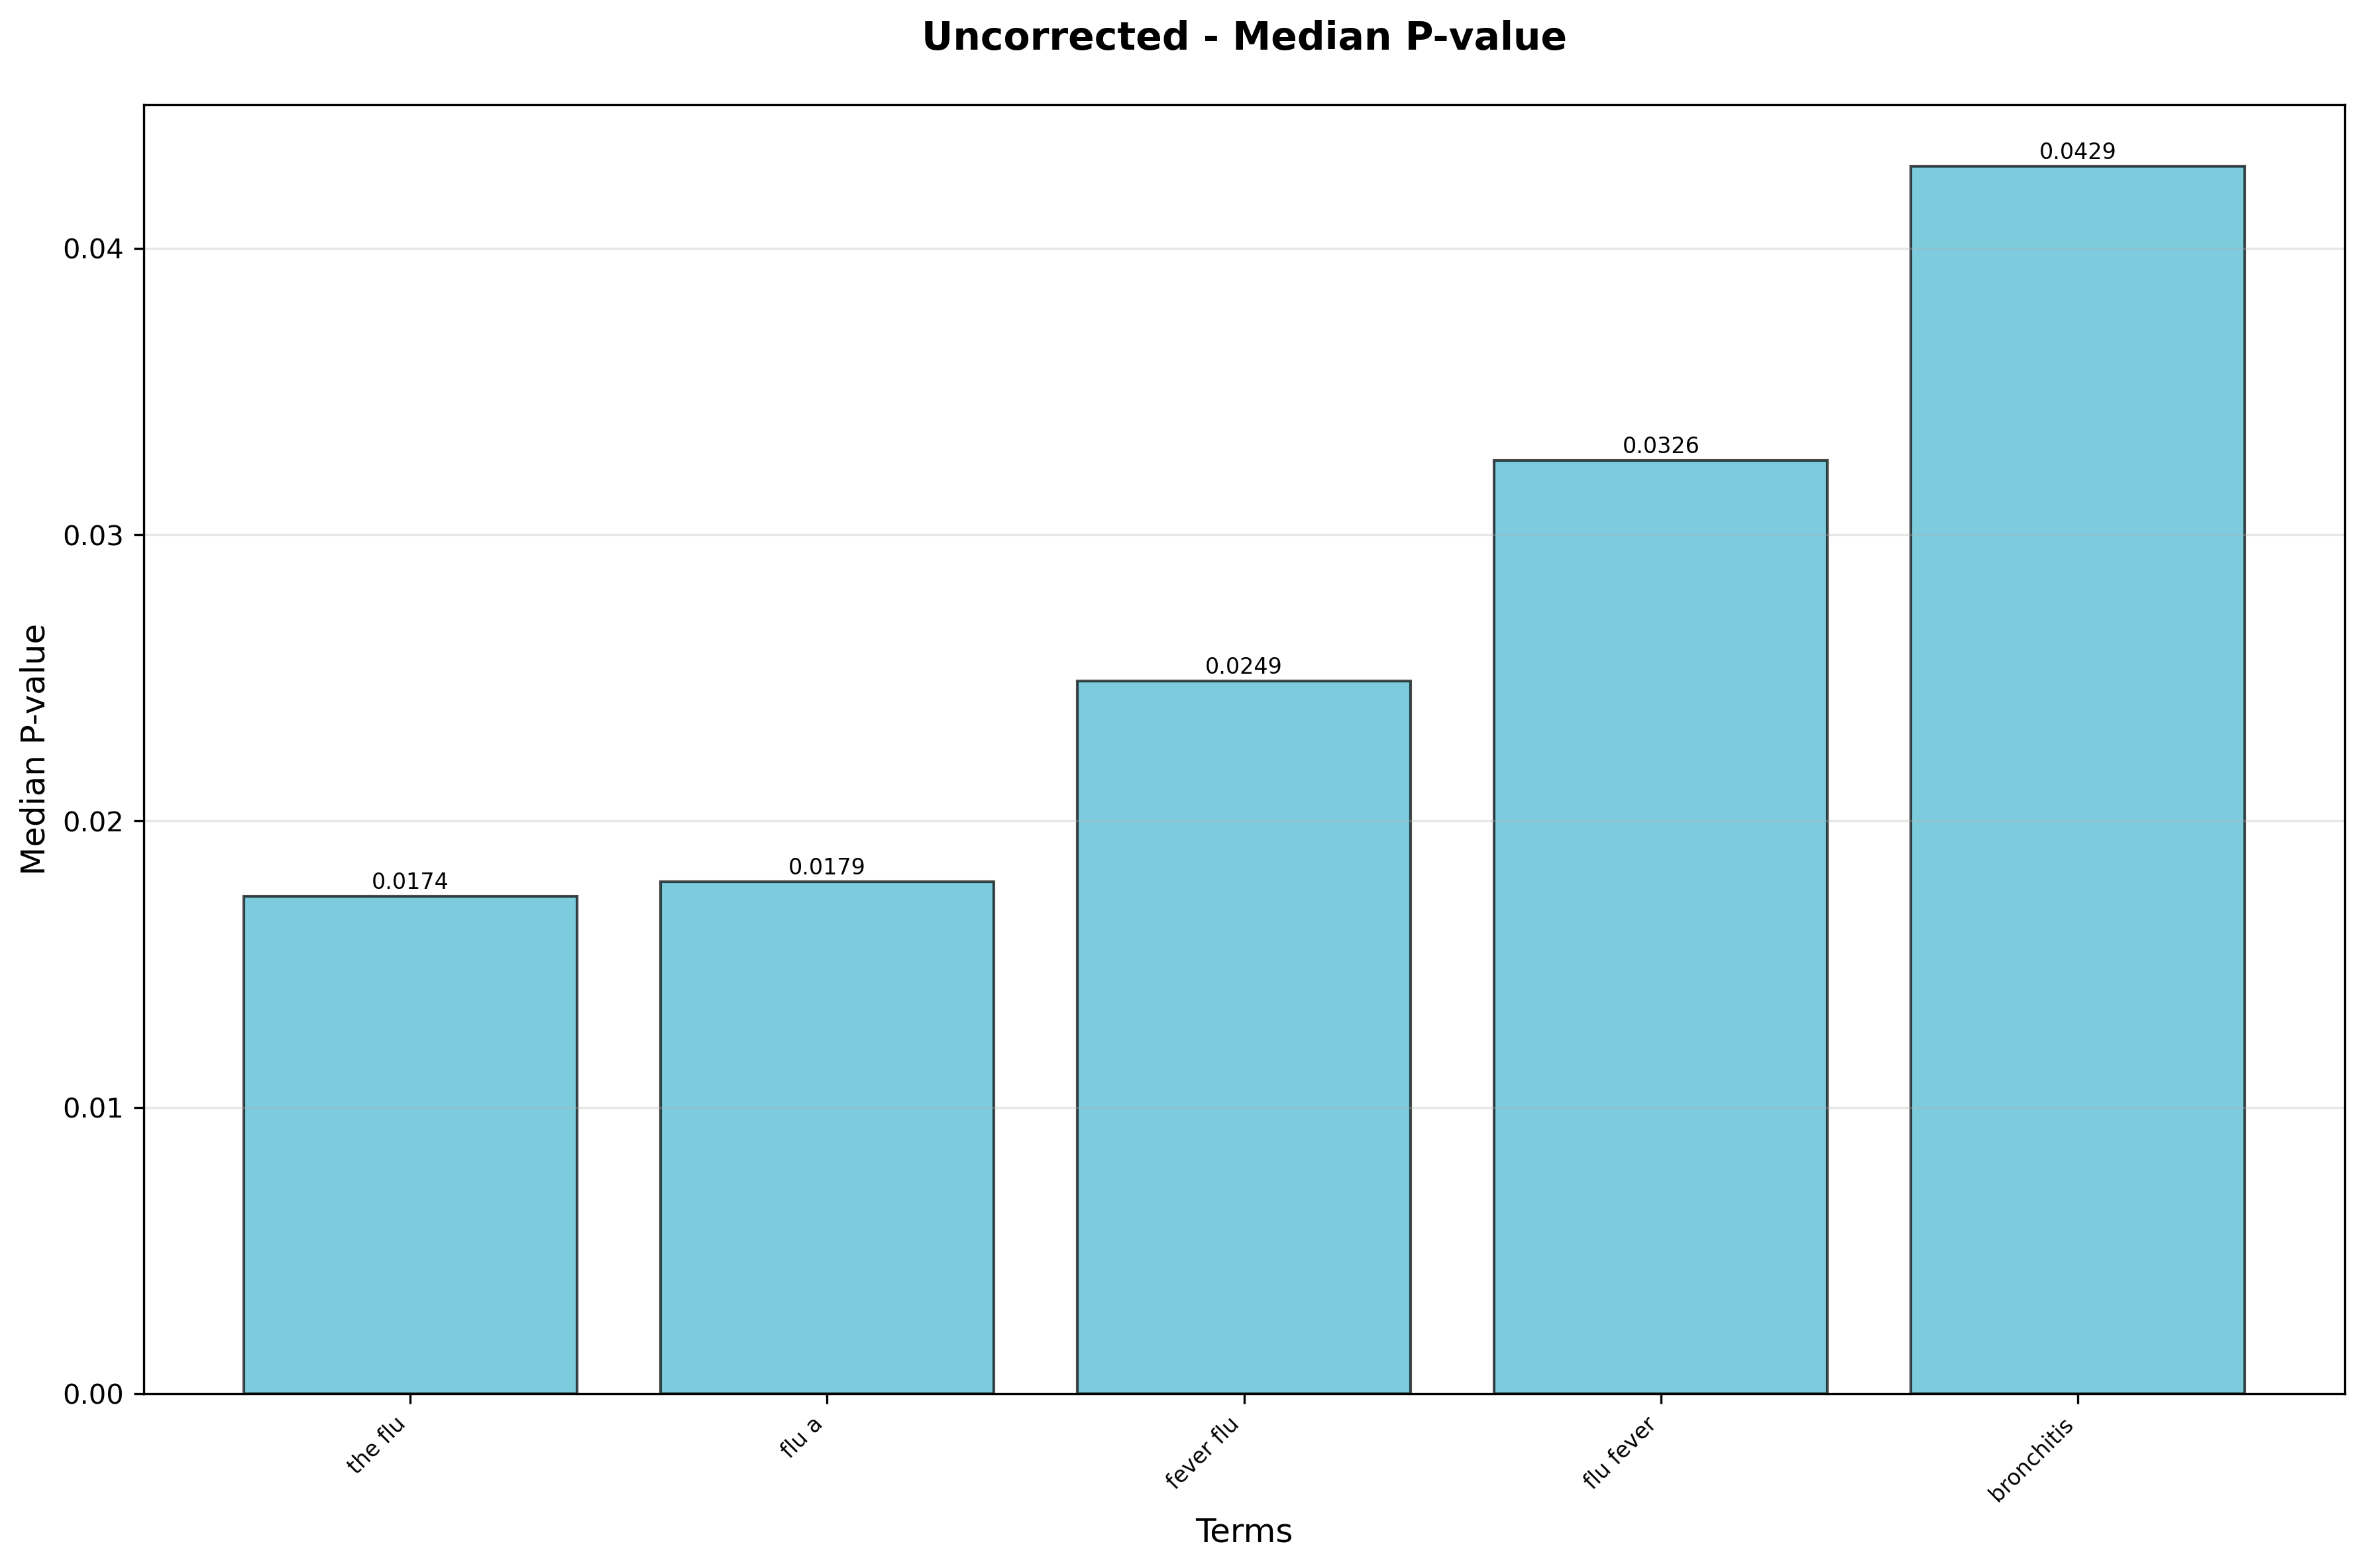 Uncorrected - Median P-value
0.0429
0.04
0.0326
0.03
0.0249
Median P-value
0.02
0.0179
0.0174
0.01
0.00
the flu
flu a
fever flu
flu fever
bronchitis
Terms